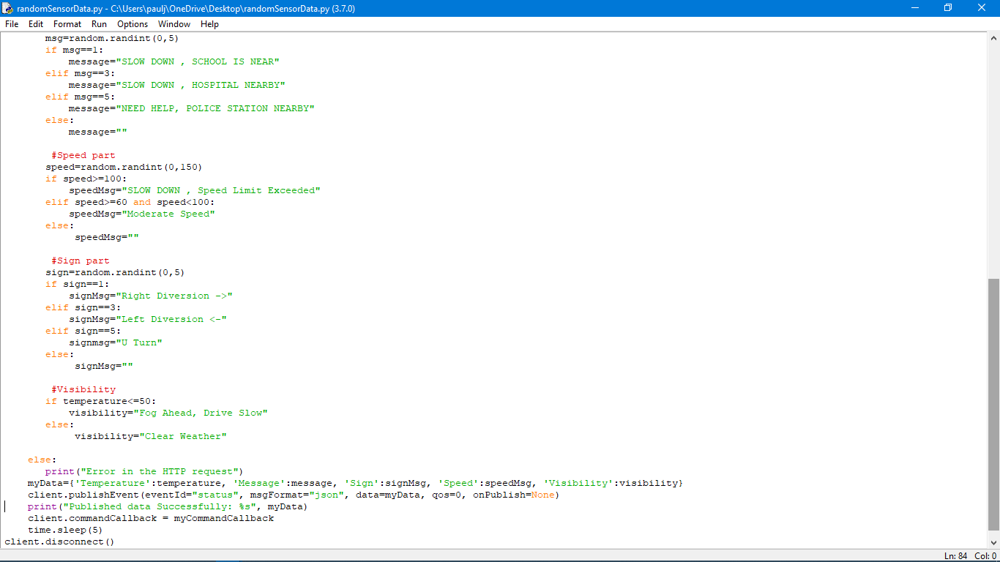 randomSensorData.py - C:\Users\paulj\OneDrive\Desktop\randomSensorData.py (3.7.0)
File Edit Format Run Options Window Help
msg=random.randint(0,5)
if msg==1:
message="SLOW DOWN , SCHOOL IS NEAR"
elif msg==3:
message="SLOW DOWN , HOSPITAL NEARBY"
elif msg==5:
message="NEED HELP, POLICE STATION NEARBY"
else:
message=""
#Speed part
speed=random.randint(0,150)
if speed>=100:
speedMsg="SLOW DOWN , Speed Limit Exceeded"
elif speed>=60 and speed<100:
speedMsg="Moderate Speed"
else:
speedMsg=""
#Sign part
sign=random.randint(0,5)
if sign==1:
signMsg="Right Diversion ->"
elif sign==3:
signMsg="Left Diversion <-"
elif sign==5:
signmsg="U Turn"
else:
signMsg=""
#Visibility
if temperature<=50:
visibility="Fog Ahead, Drive Slow"
else:
visibility="Clear Weather"
else:
print("Error in the HTTP request")
myData={'Temperature':temperature, 'Message':message, 'Sign':signMsg, 'Speed':speedMsg, 'Visibility':visibility}
client.publishEvent(eventId="status", msgFormat="json", data=myData, qos=0, onPublish=None)
print("Published data Successfully: %s", myData)
client.commandCallback = myCommandCallback
time.sleep(5)
client.disconnect()
Ln: 84 Col: 0